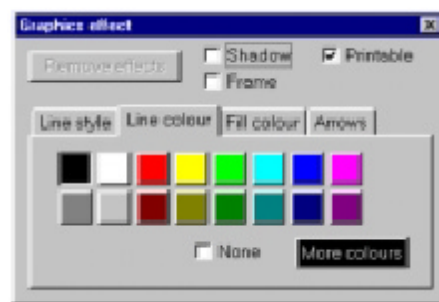 Graphics effect
Remove effects
Shadow
Printable
Frame
Line style Line colour Fill colour Arrows
None
More colours